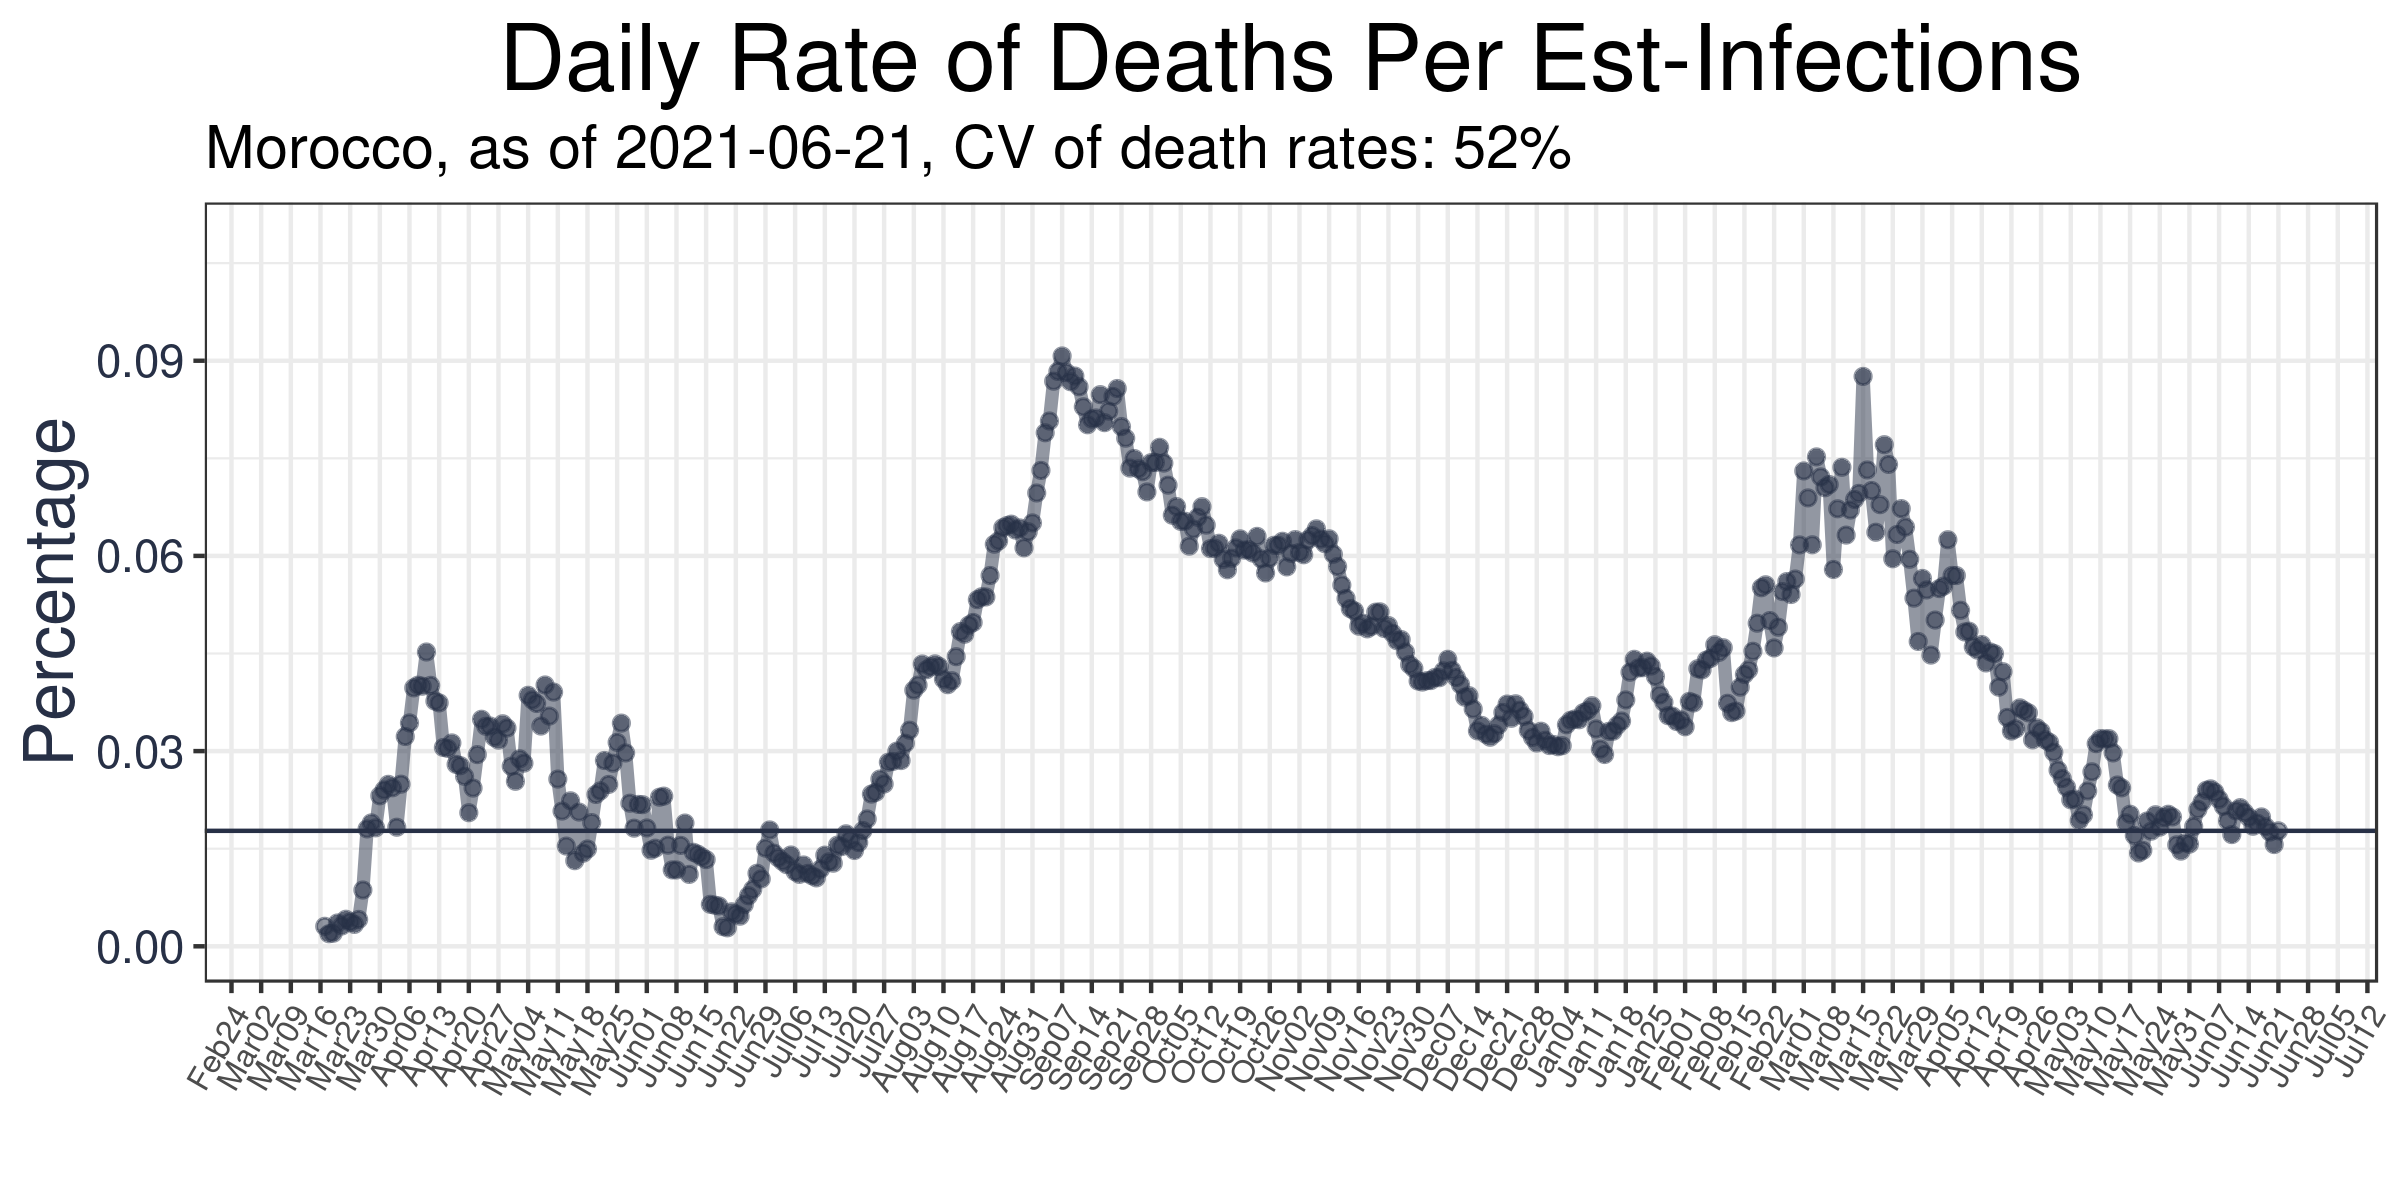 Daily Rate of Deaths Per Est-Infections
Morocco, as of 2021-06-21, CV of death rates: 52%
Percentage
0.09
0.06
0.03
0.00
Feb24
Mar02
Mar09
Mar16
Mar23
Mar30
Apr06
Apr13
Apr20
Apr27
May04
May11
May18
May25
Jun01
Jun08
Jun15
Jun22
Jun29
Jul06
Jul13
Jul20
Jul27
Aug03
Aug10
Aug17
Aug24
Aug31
Sep07
Sep14
Sep21
Sep28
Oct05
Oct12
Oct19
Oct26
Nov02
Nov09
Nov16
Nov23
Nov30
Dec07
Dec14
Dec21
Dec28
Jan04
Jan11
Jan18
Jan25
Feb01
Feb08
Feb15
Feb22
Mar01
Mar08
Mar15
Mar22
Mar29
Apr05
Apr12
Apr19
Apr26
May03
May10
May17
May24
May31
Jun07
Jun14
Jun21
Jun28
Jul05
Jul12